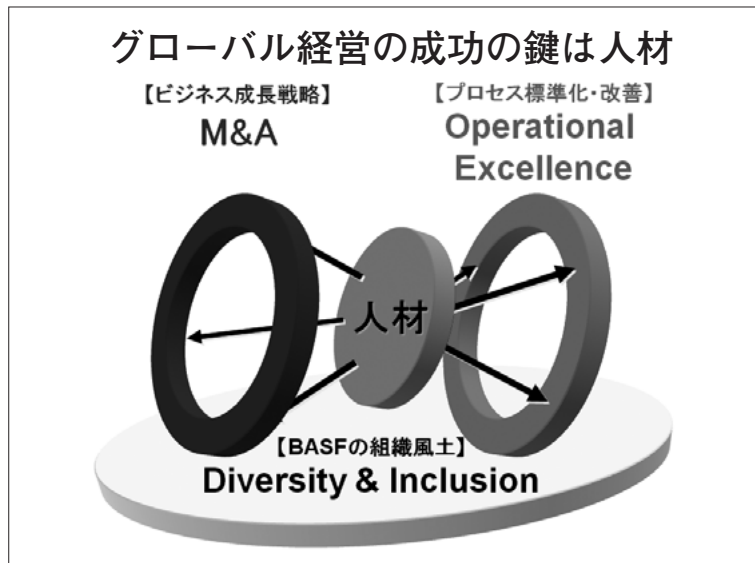 グローバル経営の成功の鍵は人材
【ビジネス成長戦略】
M&A
【プロセス標準化・改善】
Operational
Excellence
人材
【BASFの組織風土】
Diversity & Inclusion